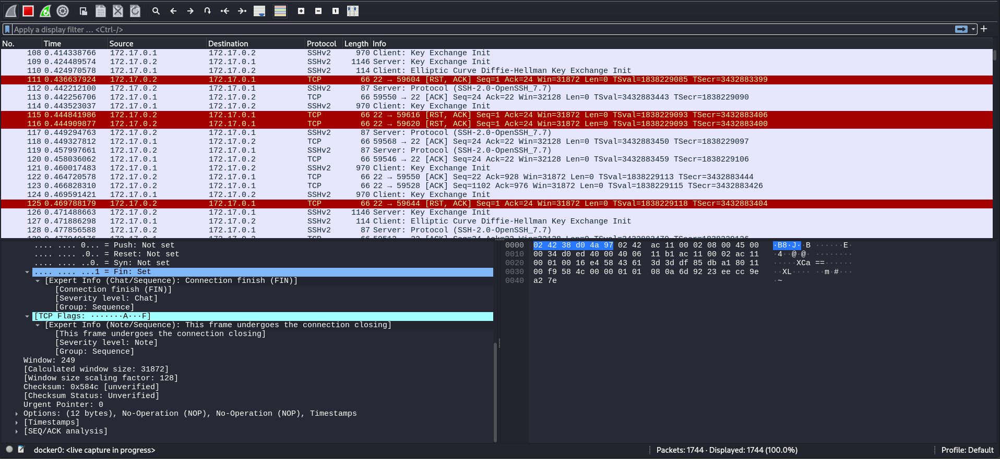 Apply a display filter … <Ctrl-/>
No. Time Source Destination Protocol Length Info
108 0.414338766 172.17.0.1 172.17.0.2 SSHv2 970 Client: Key Exchange Init
109 0.424489574 172.17.0.2 172.17.0.1 SSHv2 1146 Server: Key Exchange Init
110 0.424970578 172.17.0.1 172.17.0.2 SSHv2 114 Client: Elliptic Curve Diffie-Hellman Key Exchange Init
111 0.436637924 172.17.0.2 172.17.0.1 TCP 66 22 → 59604 [RST, ACK] Seq=1 Ack=24 Win=31872 Len=0 TSval=1838229085 TSecr=3432883399
112 0.442212100 172.17.0.2 172.17.0.1 SSHv2 87 Server: Protocol (SSH-2.0-OpenSSH_7.7)
113 0.442256706 172.17.0.1 172.17.0.2 TCP 66 59550 → 22 [ACK] Seq=24 Ack=22 Win=32128 Len=0 TSval=3432883443 TSecr=1838229090
114 0.443523037 172.17.0.1 172.17.0.2 SSHv2 970 Client: Key Exchange Init
115 0.444841986 172.17.0.2 172.17.0.1 TCP 66 22 → 59616 [RST, ACK] Seq=1 Ack=24 Win=31872 Len=0 TSval=1838229093 TSecr=3432883406
116 0.444909877 172.17.0.2 172.17.0.1 TCP 66 22 → 59620 [RST, ACK] Seq=1 Ack=24 Win=31872 Len=0 TSval=1838229093 TSecr=3432883400
117 0.449294763 172.17.0.2 172.17.0.1 SSHv2 87 Server: Protocol (SSH-2.0-OpenSSH_7.7)
118 0.449327812 172.17.0.1 172.17.0.2 TCP 66 59568 → 22 [ACK] Seq=24 Ack=22 Win=32128 Len=0 TSval=3432883450 TSecr=1838229097
119 0.457997661 172.17.0.2 172.17.0.1 SSHv2 87 Server: Protocol (SSH-2.0-OpenSSH_7.7)
120 0.458036062 172.17.0.1 172.17.0.2 TCP 66 59546 → 22 [ACK] Seq=24 Ack=22 Win=32128 Len=0 TSval=3432883459 TSecr=1838229106
121 0.460017483 172.17.0.1 172.17.0.2 SSHv2 970 Client: Key Exchange Init
122 0.464720578 172.17.0.2 172.17.0.1 TCP 66 22 → 59550 [ACK] Seq=22 Ack=928 Win=31872 Len=0 TSval=1838229113 TSecr=3432883444
123 0.466828310 172.17.0.2 172.17.0.1 TCP 66 22 → 59528 [ACK] Seq=1102 Ack=976 Win=31872 Len=0 TSval=1838229115 TSecr=3432883426
124 0.469591421 172.17.0.1 172.17.0.2 SSHv2 970 Client: Key Exchange Init
125 0.469788179 172.17.0.2 172.17.0.1 TCP 66 22 → 59644 [RST, ACK] Seq=1 Ack=24 Win=31872 Len=0 TSval=1838229118 TSecr=3432883404
126 0.471488663 172.17.0.2 172.17.0.1 SSHv2 1146 Server: Key Exchange Init
127 0.471886298 172.17.0.1 172.17.0.2 SSHv2 114 Client: Elliptic Curve Diffie-Hellman Key Exchange Init
128 0.477856588 172.17.0.2 172.17.0.1 SSHv2 87 Server: Protocol (SSH-2.0-OpenSSH_7.7)
.... .... 0... = Push: Not set
.... .... .0.. = Reset: Not set
.... .... ..0. = Syn: Not set
.... .... ...1 = Fin: Set
[Expert Info (Chat/Sequence): Connection finish (FIN)]
[Connection finish (FIN)]
[Severity level: Chat]
[Group: Sequence]
[TCP Flags: ·······A···F]
[Expert Info (Note/Sequence): This frame undergoes the connection closing]
[This frame undergoes the connection closing]
[Severity level: Note]
[Group: Sequence]
Window: 249
[Calculated window size: 31872]
[Window size scaling factor: 128]
Checksum: 0x584c [unverified]
[Checksum Status: Unverified]
Urgent Pointer: 0
Options: (12 bytes), No-Operation (NOP), No-Operation (NOP), Timestamps
[Timestamps]
[SEQ/ACK analysis]
0000 02 42 38 d0 4a 97 02 42 ac 11 00 02 08 00 45 00 ·B8·J··B ······E·
0010 00 34 d0 ed 40 00 40 06 11 b1 ac 11 00 02 ac 11 ·4··@·@· ········
0020 00 01 00 16 e4 58 43 61 3d 3d df 85 db a1 80 11 ·····XCa ==······
0030 00 f9 58 4c 00 00 01 01 08 0a 6d 92 23 ee cc 9e ··XL···· ··m·#···
0040 a2 7e ·~
docker0: <live capture in progress>
Packets: 1744 · Displayed: 1744 (100.0%)
Profile: Default